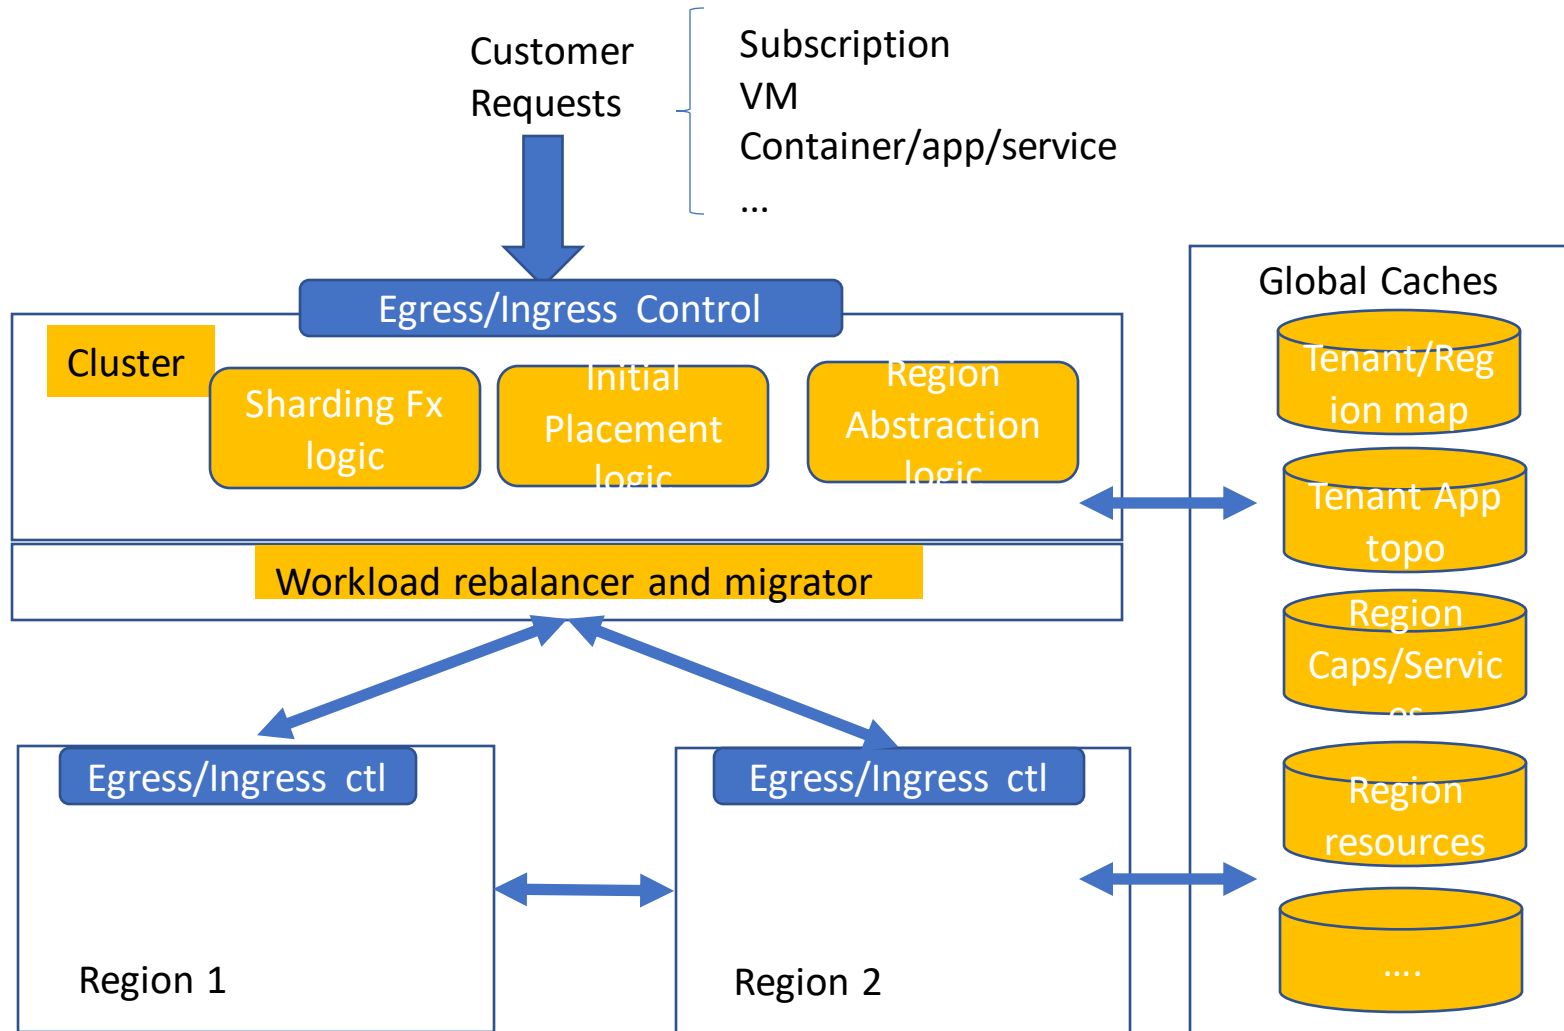 Customer
Requests
Subscription
VM
Container/app/service
...
Egress/Ingress Control
Cluster
Sharding Fx
logic
Initial
Placement
logic
Region
Abstraction
logic
Workload rebalancer and migrator
Egress/Ingress ctl
Region 1
Egress/Ingress ctl
Region 2
Global Caches
Tenant/Reg
ion map
Tenant App
topo
Region
Caps/Servic
es
Region
resources
....